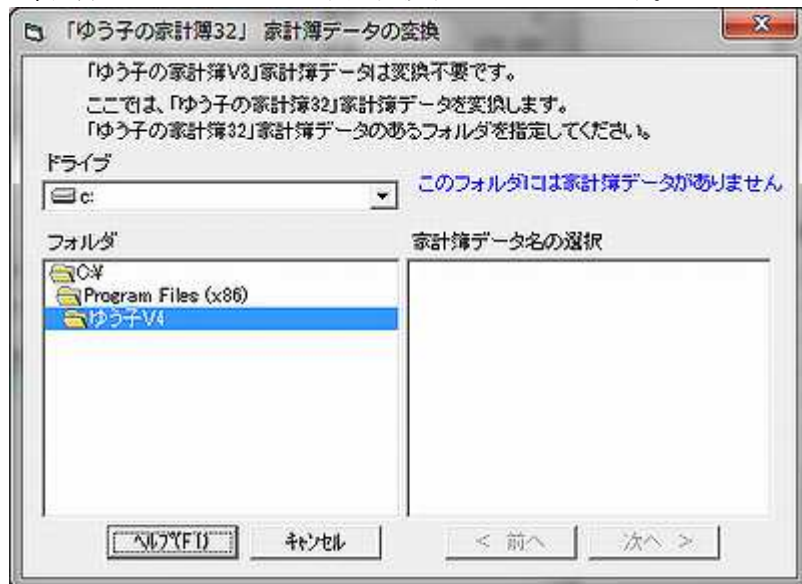 「ゆう子の家計簿32」 家計簿データの変換
「ゆう子の家計簿V3」家計簿データは変換不要です。
ここでは、「ゆう子の家計簿32」家計簿データを変換します。
「ゆう子の家計簿32」家計簿データのあるフォルダを指定してください。
ドライブ
c:
このフォルダには家計簿データがありません
フォルダ
家計簿データ名の選択
C:¥
Program Files (x86)
ゆう子V4
ヘルプ(F1)
キャンセル
< 前へ
次へ >